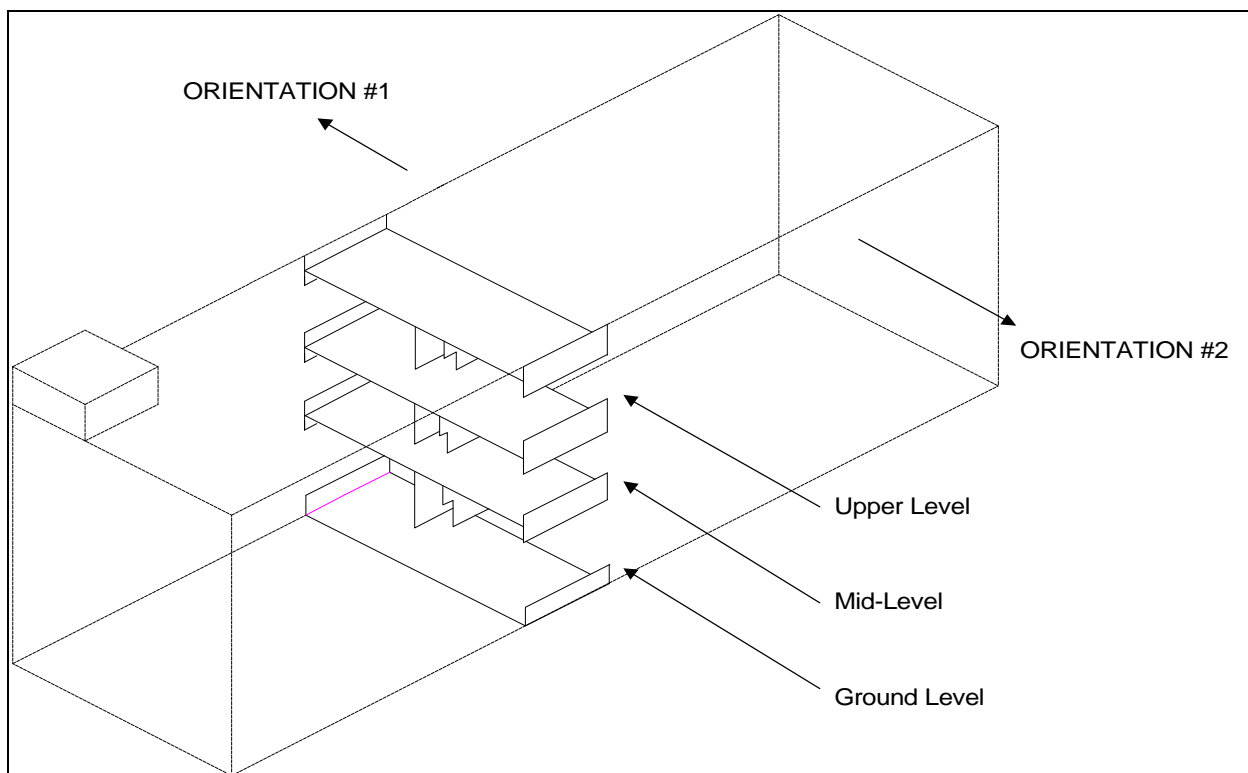 ORIENTATION #1
ORIENTATION #2
Upper Level
Mid-Level
Ground Level